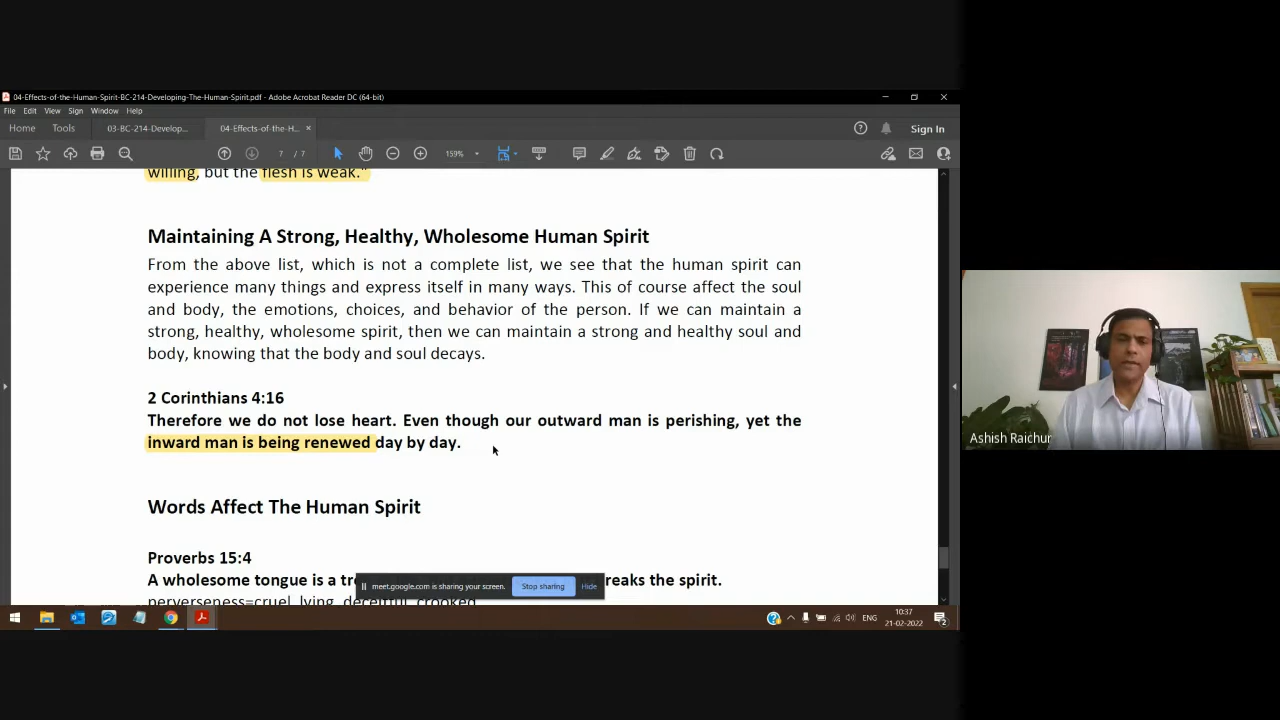 04-Effects-of-the-Human-Spirit-BC-214-Developing-The-Human-Spirit.pdf - Adobe Acrobat Reader DC (64-bit)
File Edit View Sign Window Help
Home Tools 03-BC-214-Develop... 04-Effects-of-the-H... × Sign In
7 / 7 159%
willing, but the flesh is weak."
Maintaining A Strong, Healthy, Wholesome Human Spirit
From the above list, which is not a complete list, we see that the human spirit can
experience many things and express itself in many ways. This of course affect the soul
and body, the emotions, choices, and behavior of the person. If we can maintain a
strong, healthy, wholesome spirit, then we can maintain a strong and healthy soul and
body, knowing that the body and soul decays.
2 Corinthians 4:16
Therefore we do not lose heart. Even though our outward man is perishing, yet the
inward man is being renewed day by day.
Ashish Raichur
Words Affect The Human Spirit
Proverbs 15:4
A wholesome tongue is a tre
reaks the spirit.
meet.google.com is sharing your screen. Stop sharing Hide
perverseness=cruel, lying, deceitful, crooked
ENG 10:37
21-02-2022
2